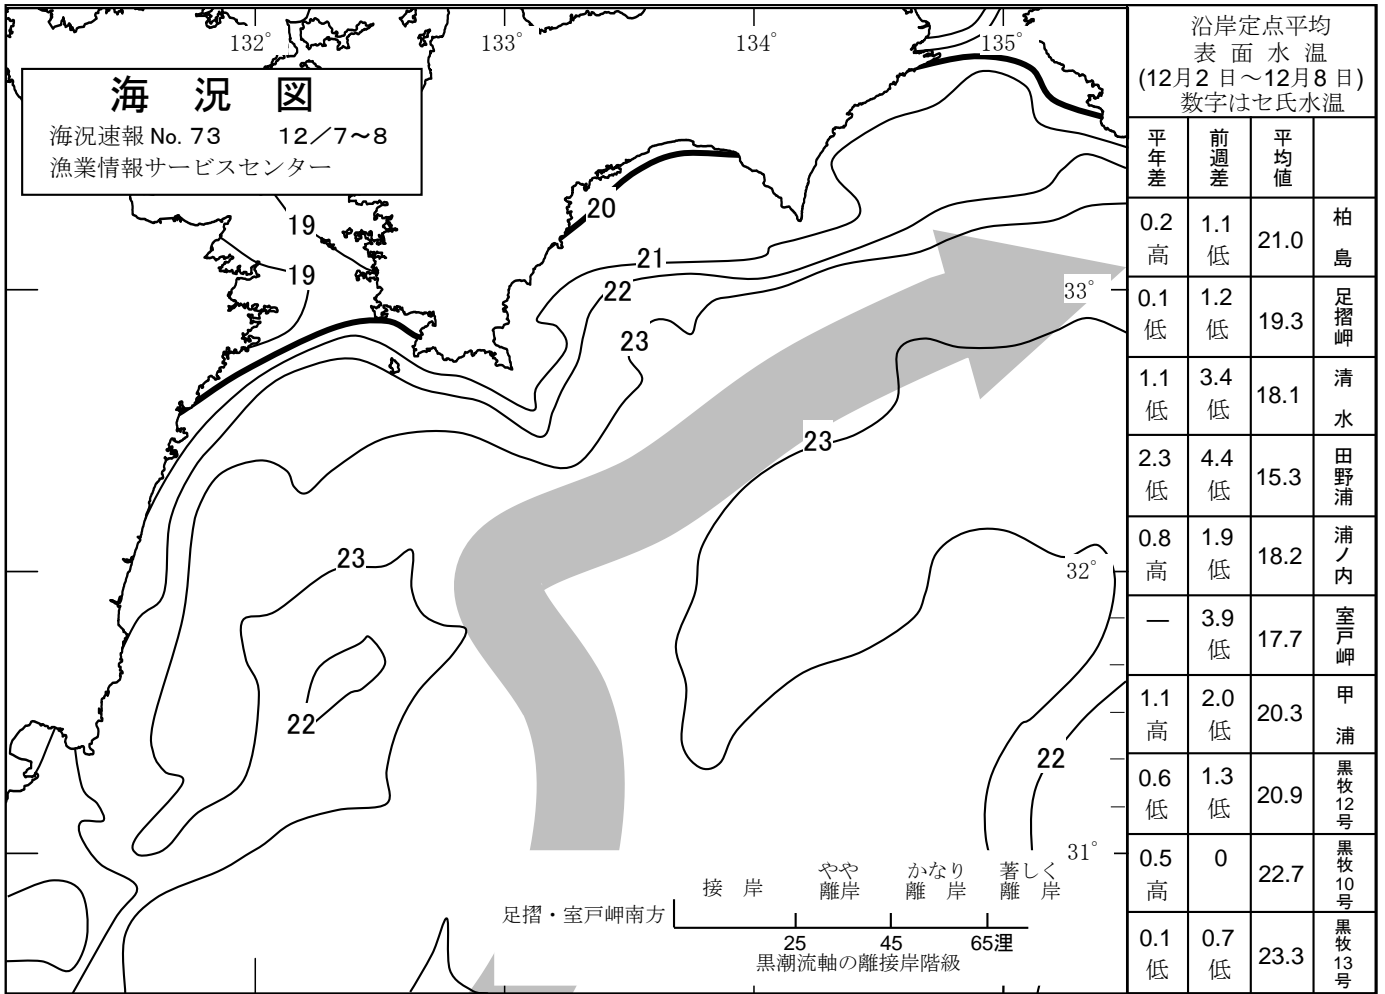 海 況 図
海況速報 No. 73 12／7～8
漁業情報サービスセンター
132°
133°
134°
135°
19
19
20
21
22
23
33°
23
23
32°
22
22
31°
接 岸
やや離岸
かなり離 岸
著しく離 岸
足摺・室戸岬南方
25 45 65浬
黒潮流軸の離接岸階級
沿岸定点平均
表 面 水 温
(12月2 日～12月8 日)
数字はセ氏水温
平年差 前週差 平均値
0.2高 1.1低 21.0 柏島
0.1低 1.2低 19.3 足摺岬
1.1低 3.4低 18.1 清水
2.3低 4.4低 15.3 田野浦
0.8高 1.9低 18.2 浦ノ内
— 3.9低 17.7 室戸岬
1.1高 2.0低 20.3 甲浦
0.6低 1.3低 20.9 黒牧12号
0.5高 0 22.7 黒牧10号
0.1低 0.7低 23.3 黒牧13号